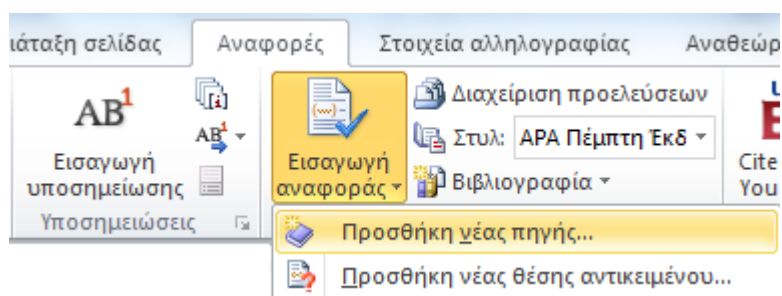 ιάταξη σελίδας Αναφορές Στοιχεία αλληλογραφίας Αναθεώρ
AB¹
Εισαγωγή υποσημείωσης
AB¹
Υποσημειώσεις
Εισαγωγή αναφοράς
Διαχείριση προελεύσεων
Στυλ: APA Πέμπτη Έκδ
Βιβλιογραφία
Cite
You
Προσθήκη νέας πηγής...
Προσθήκη νέας θέσης αντικειμένου...